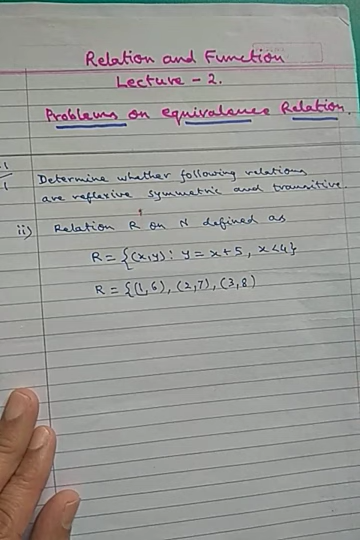 Relation and Function
Lecture - 2.
Problems on equivalence Relation.
Determine whether following relations
are reflexive symmetric and transitive.
ii) Relation R on N defined as
R = {(x,y): y = x+5, x<4}
R = {(1,6), (2,7), (3,8)